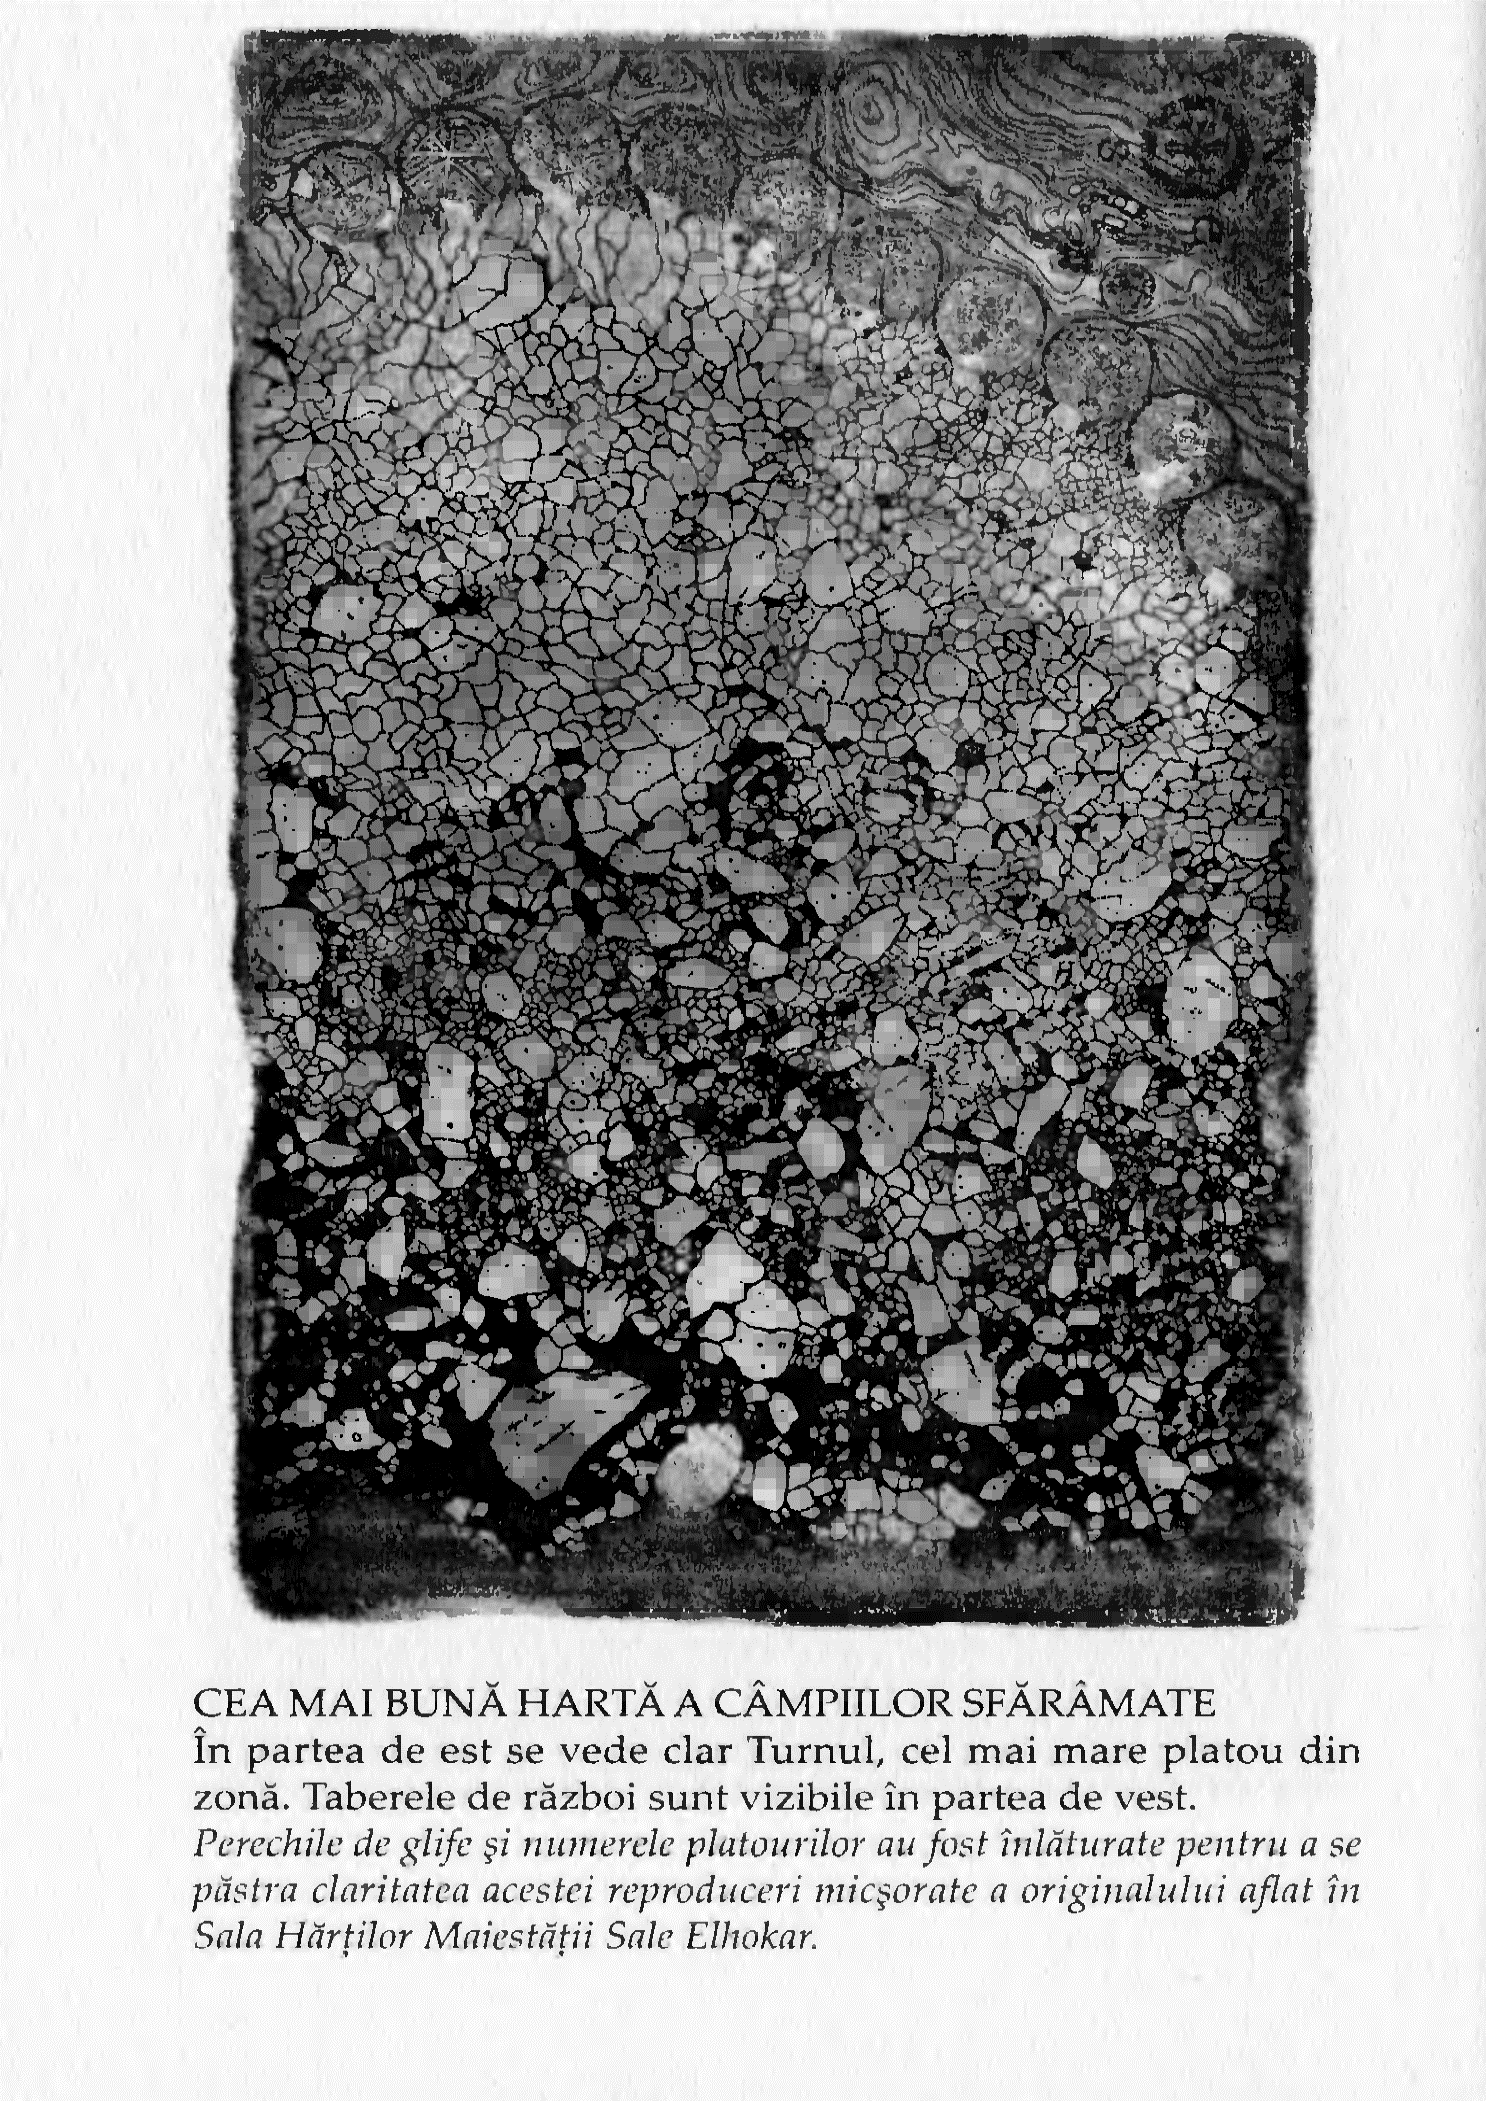 CEA MAI BUNĂ HARTĂ A CÂMPIILOR SFĂRÂMATE
În partea de est se vede clar Turnul, cel mai mare platou din
zonă. Taberele de război sunt vizibile în partea de vest.
Perechile de glife şi numerele platourilor au fost înlăturate pentru a se
păstra claritatea acestei reproduceri micşorate a originalului aflat în
Sala Hărţilor Maiestăţii Sale Elhokar.